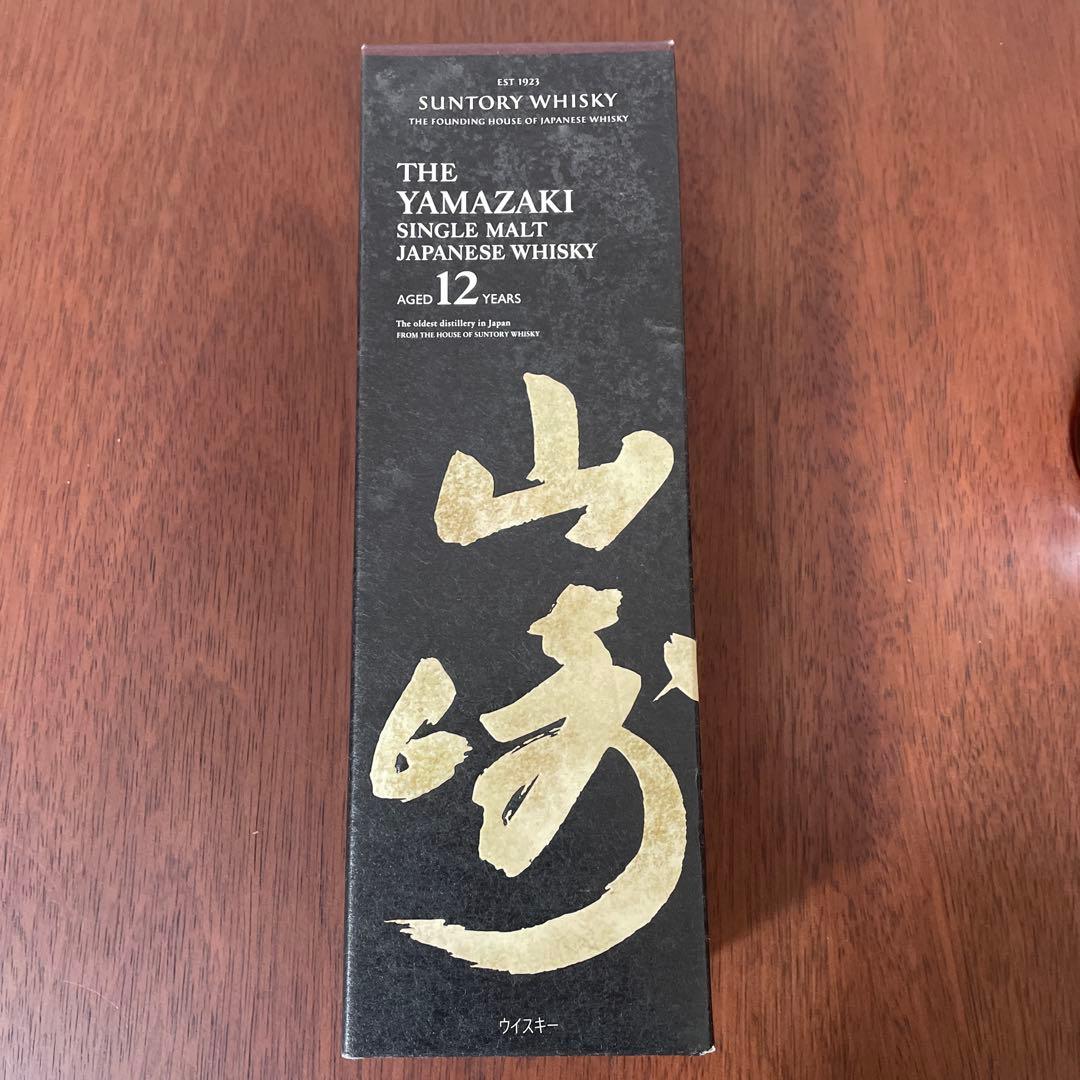 EST 1923
SUNTORY WHISKY
THE FOUNDING HOUSE OF JAPANESE WHISKY
THE
YAMAZAKI
SINGLE MALT
JAPANESE WHISKY
AGED 12 YEARS
The oldest distillery in Japan
FROM THE HOUSE OF SUNTORY WHISKY
山
崎
ウイスキー